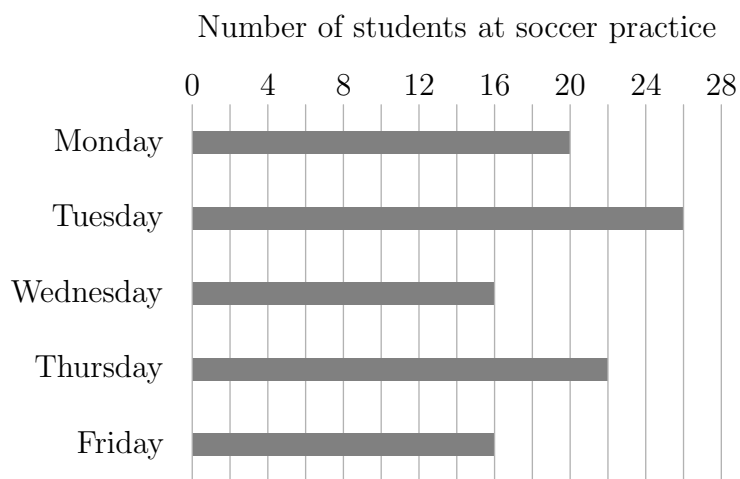 Number of students at soccer practice
0 4 8 12 16 20 24 28
Monday
Tuesday
Wednesday
Thursday
Friday